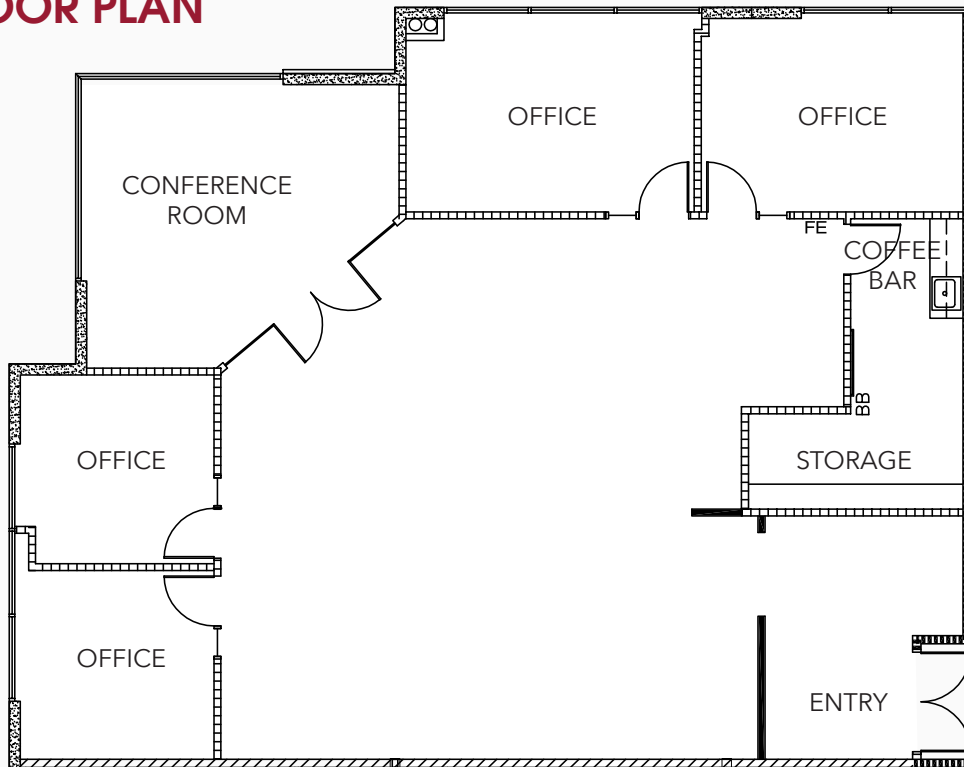 OOR PLAN
OFFICE
OFFICE
CONFERENCE
ROOM
FE
COFFEE
BAR
BB
OFFICE
STORAGE
OFFICE
ENTRY